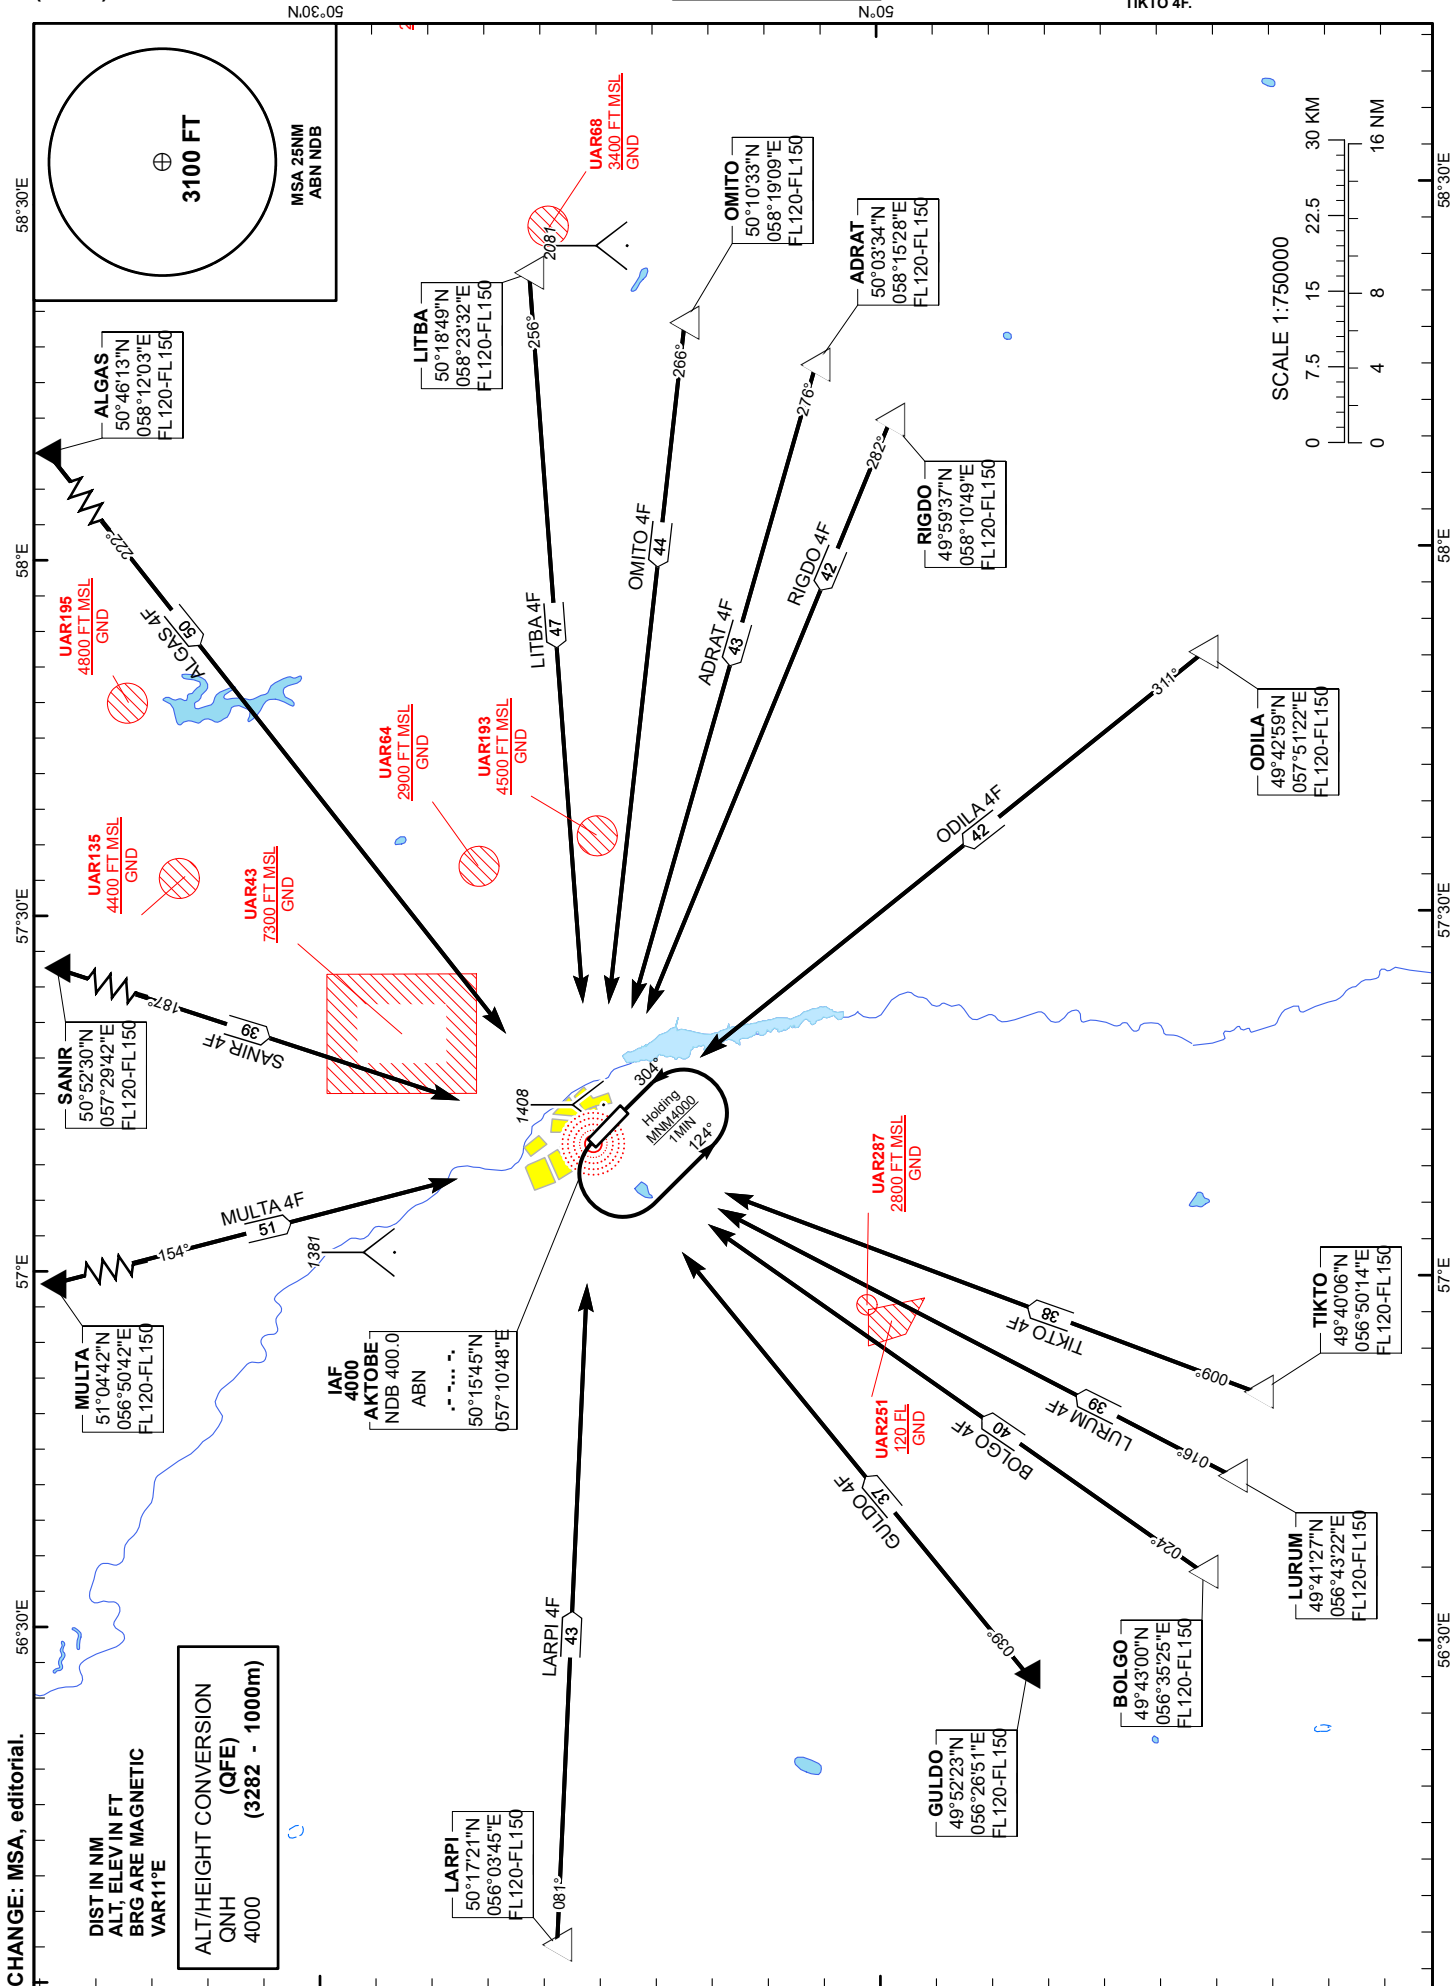 CHANGE: MSA, editorial.
DIST IN NM
ALT, ELEV IN FT
BRG ARE MAGNETIC
VAR11°E
ALT/HEIGHT CONVERSION
QNH (QFE)
4000 (3282 - 1000m)
MULTA
51°04'42"N
056°50'42"E
FL120-FL150
154°
51
MULTA 4F
SANIR
50°52'30"N
057°29'42"E
FL120-FL150
187°
39
SANIR 4F
ALGAS
50°46'13"N
058°12'03"E
FL120-FL150
222°
50
ALGAS 4F
3100 FT
MSA 25NM
ABN NDB
UAR135
4400 FT MSL
GND
UAR195
4800 FT MSL
GND
UAR43
7300 FT MSL
GND
UAR64
2900 FT MSL
GND
UAR193
4500 FT MSL
GND
UAR68
3400 FT MSL
GND
2081
1381
1408
LITBA
50°18'49"N
058°23'32"E
FL120-FL150
256°
LITBA 4F
47
OMITO
50°10'33"N
058°19'09"E
FL120-FL150
266°
OMITO 4F
44
ADRAT
50°03'34"N
058°15'28"E
FL120-FL150
276°
ADRAT 4F
43
RIGDO
49°59'37"N
058°10'49"E
FL120-FL150
282°
RIGDO 4F
42
ODILA
49°42'59"N
057°51'22"E
FL120-FL150
311°
ODILA 4F
42
IAF
4000
AKTOBE
NDB 400.0
ABN
50°15'45"N
057°10'48"E
304°
Holding
MNM4000
1MIN
124°
UAR287
2800 FT MSL
GND
UAR251
120 FL
GND
TIKTO
49°40'06"N
056°50'14"E
FL120-FL150
009°
38
TIKTO 4F
LURUM
49°41'27"N
056°43'22"E
FL120-FL150
016°
39
LURUM 4F
BOLGO
49°43'00"N
056°35'25"E
FL120-FL150
024°
40
BOLGO 4F
GULDO
49°52'23"N
056°26'51"E
FL120-FL150
039°
37
GULDO 4F
LARPI
50°17'21"N
056°03'45"E
FL120-FL150
081°
LARPI 4F
43
SCALE 1:750000
0 7.5 15 22.5 30 KM
0 4 8 16 NM
56°30'E
57°E
57°30'E
58°E
58°30'E
56°30'E
57°E
57°30'E
58°E
58°30'E
50°30'N
50°N
TIKTO 4F.